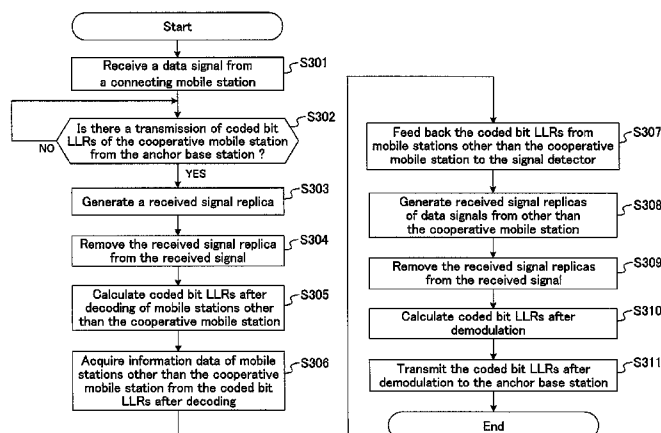 Start
Receive a data signal from
a connecting mobile station
S301
Is there a transmission of coded bit
LLRs of the cooperative mobile station
from the anchor base station ?
S302
NO
YES
Generate a received signal replica
S303
Remove the received signal replica
from the received signal
S304
Calculate coded bit LLRs after
decoding of mobile stations other
than the cooperative mobile station
S305
Acquire information data of mobile
stations other than the cooperative
mobile station from the coded bit
LLRs after decoding
S306
Feed back the coded bit LLRs from
mobile stations other than the cooperative
mobile station to the signal detector
S307
Generate received signal replicas
of data signals from other than
the cooperative mobile station
S308
Remove the received signal replicas
from the received signal
S309
Calculate coded bit LLRs after
demodulation
S310
Transmit the coded bit LLRs after
demodulation to the anchor base station
S311
End